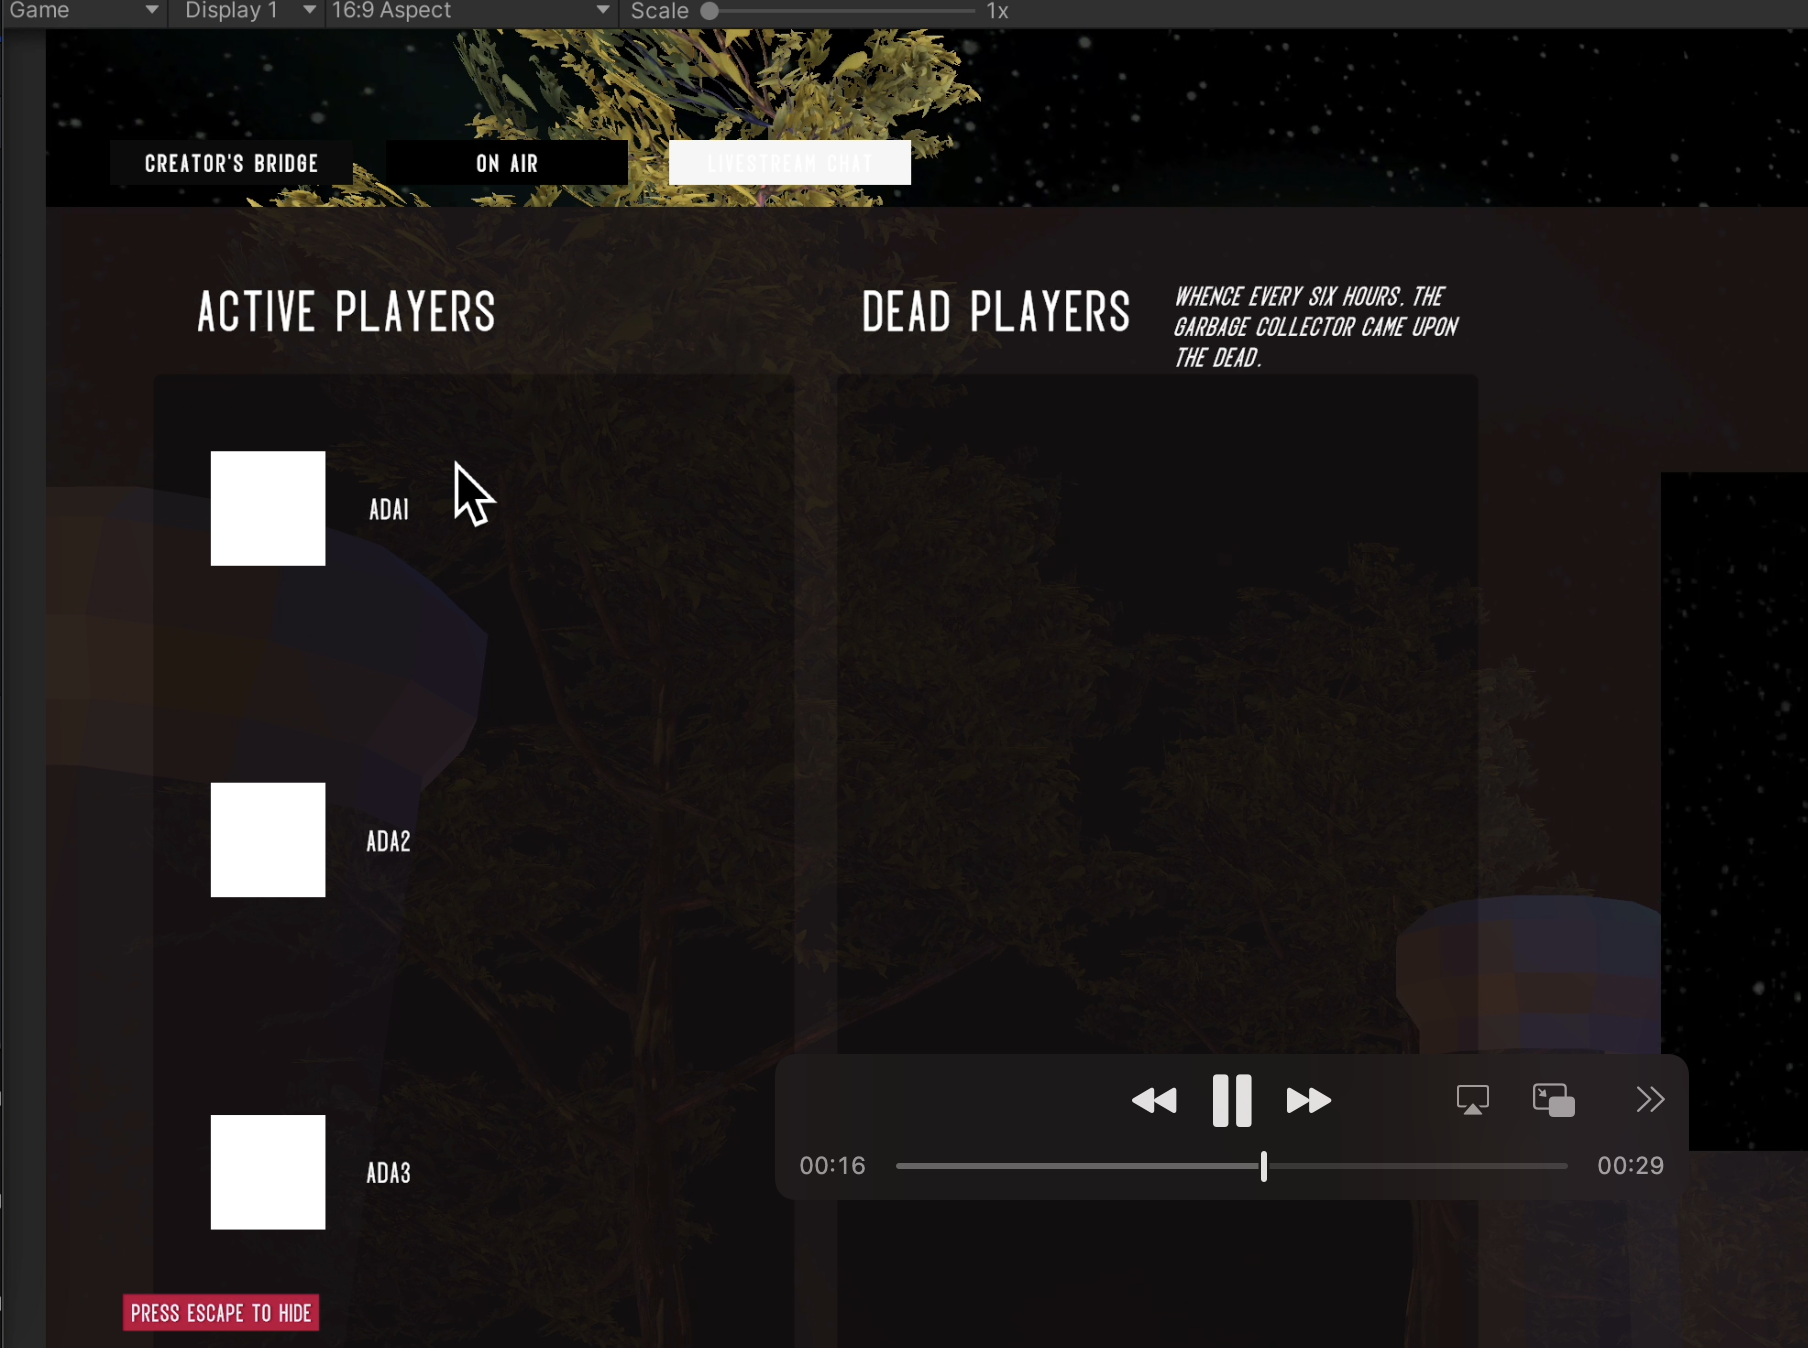 Game Display 1 16:9 Aspect Scale 1x
CREATOR'S BRIDGE ON AIR LIVESTREAM CHAT
ACTIVE PLAYERS
DEAD PLAYERS
WHENCE EVERY SIX HOURS. THE
GARBAGE COLLECTOR CAME UPON
THE DEAD.
ADA1
ADA2
ADA3
00:16 00:29
PRESS ESCAPE TO HIDE